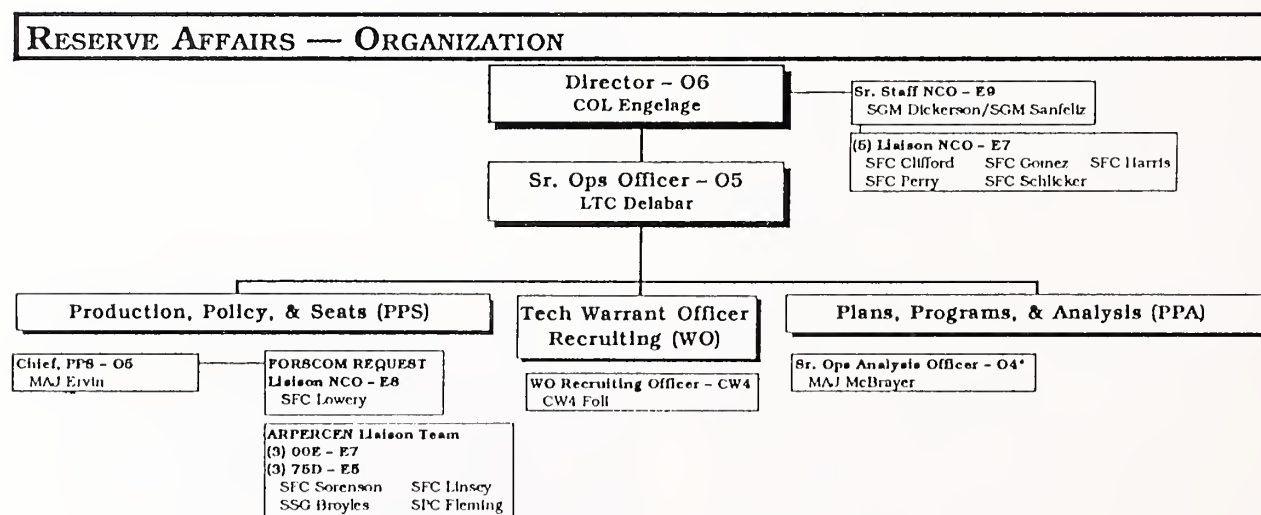 RESERVE AFFAIRS — ORGANIZATION
Director – O6
COL Engelage
Sr. Staff NCO – E9
SGM Dickerson/SGM Sanfeliz
(5) Liaison NCO – E7
SFC Clifford SFC Gomez SFC Harris
SFC Perry SFC Schlicker
Sr. Ops Officer – O5
LTC Delabar
Production, Policy, & Seats (PPS)
Tech Warrant Officer
Recruiting (WO)
Plans, Programs, & Analysis (PPA)
Chief, PPS – O5
MAJ Ervin
FORSCOM REQUEST
Liaison NCO – E8
SFC Lowery
WO Recruiting Officer – CW4
CW4 Foli
Sr. Ops Analysis Officer – O4*
MAJ McBrayer
ARPERCEN Liaison Team
(3) 00E – E7
(3) 75D – E5
SFC Sorenson SFC Linsey
SSG Broyles SPC Fleming